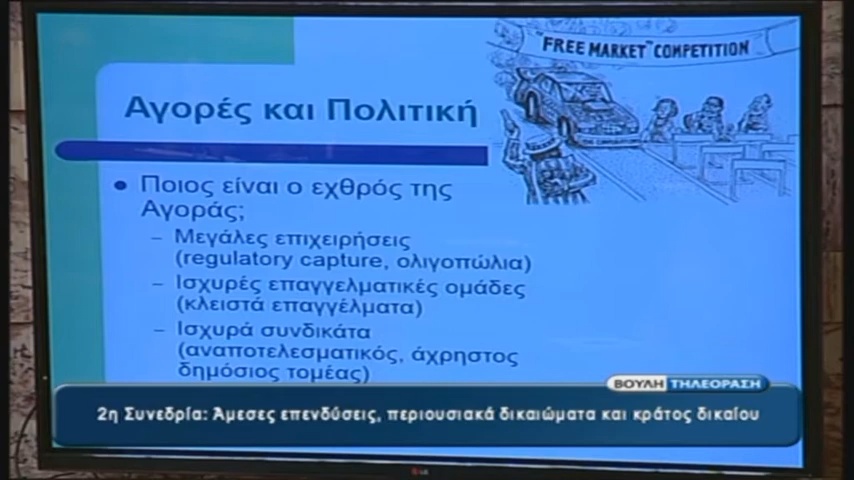 "FREE MARKET" COMPETITION
Αγορές και Πολιτική
Ποιος είναι ο εχθρός της
Αγοράς;
– Μεγάλες επιχειρήσεις
(regulatory capture, ολιγοπώλια)
– Ισχυρές επαγγελματικές ομάδες
(κλειστά επαγγέλματα)
– Ισχυρά συνδικάτα
(αναποτελεσματικός, άχρηστος
δημόσιος τομέας)
ΒΟΥΛΗ ΤΗΛΕΟΡΑΣΗ
2η Συνεδρία: Άμεσες επενδύσεις, περιουσιακά δικαιώματα και κράτος δικαίου
LG